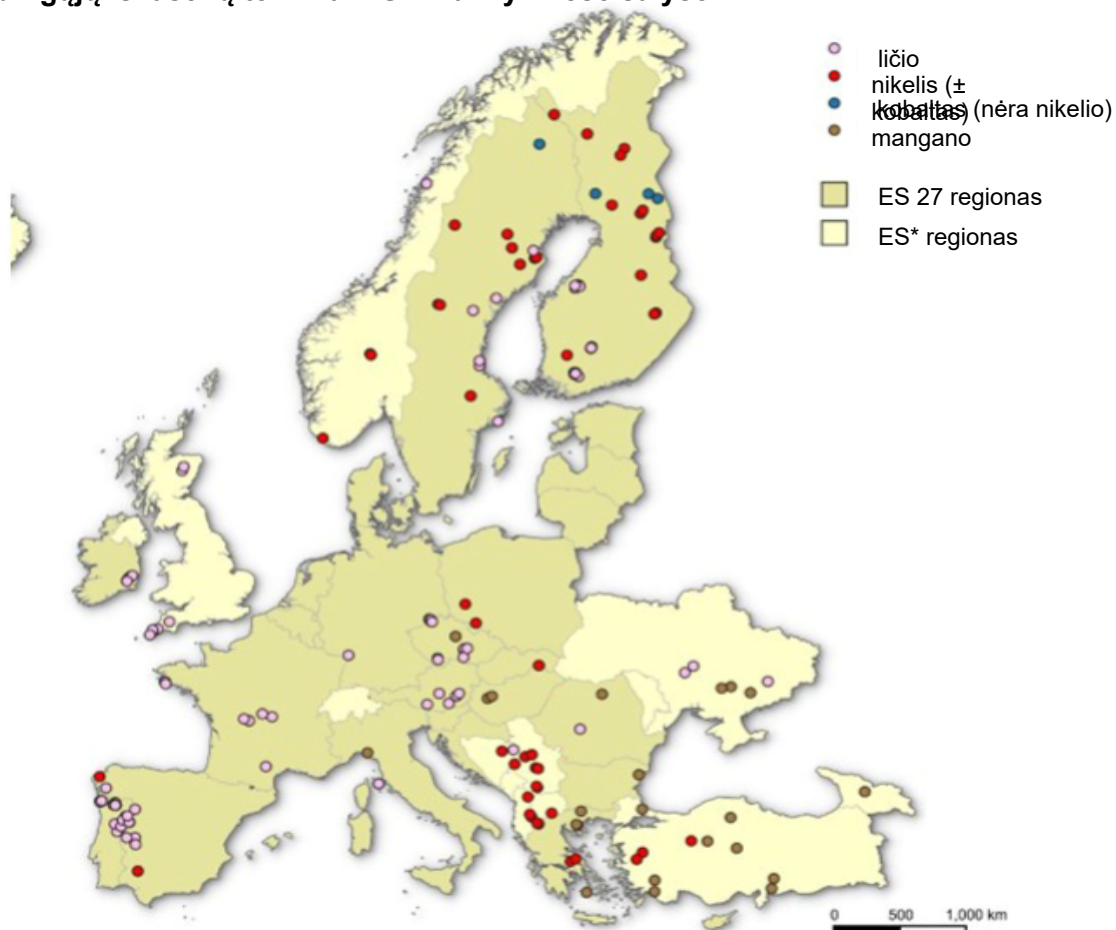 ličio
nikelis (±
kobaltas)
kobaltas (nėra nikelio)
mangano
ES 27 regionas
ES* regionas
0 500 1,000 km